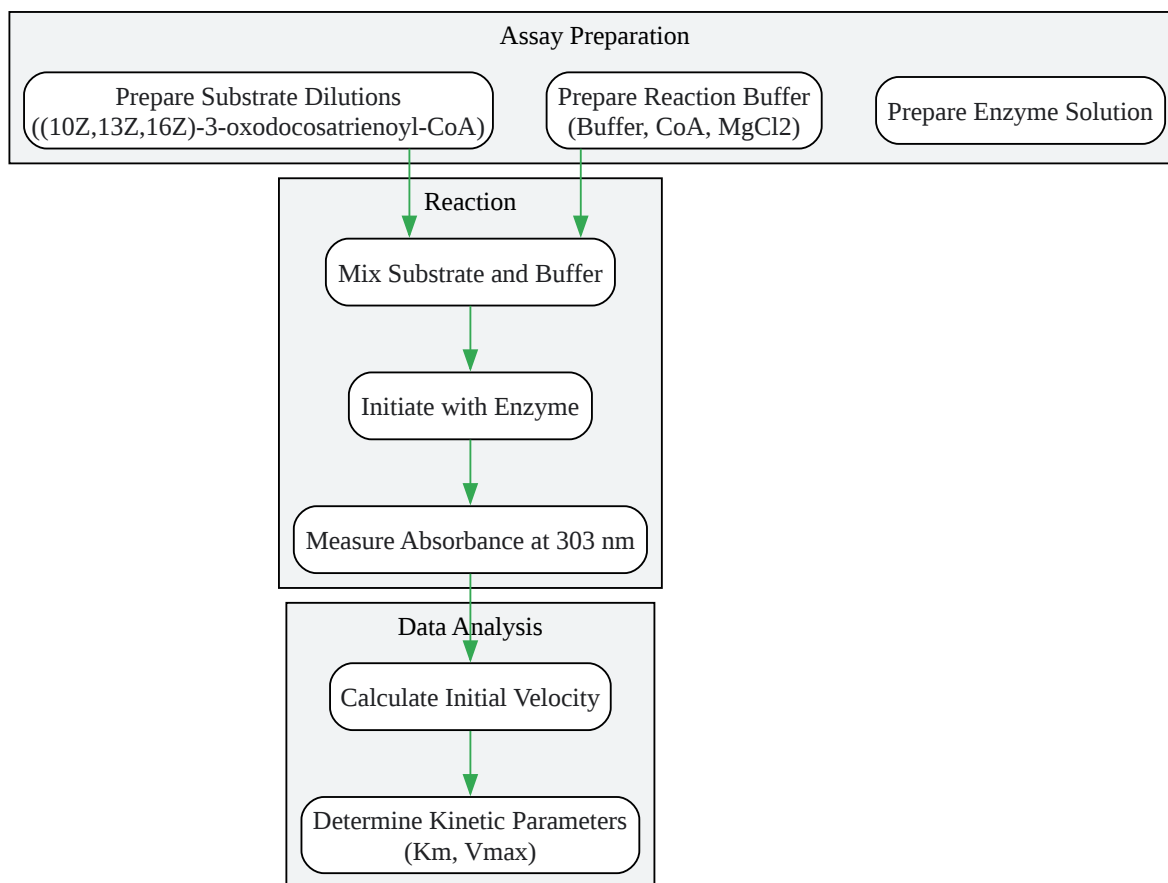 Assay Preparation
Prepare Substrate Dilutions
((10Z,13Z,16Z)-3-oxodocosatrienoyl-CoA)
Prepare Reaction Buffer
(Buffer, CoA, MgCl2)
Prepare Enzyme Solution
Reaction
Mix Substrate and Buffer
Initiate with Enzyme
Measure Absorbance at 303 nm
Data Analysis
Calculate Initial Velocity
Determine Kinetic Parameters
(Km, Vmax)